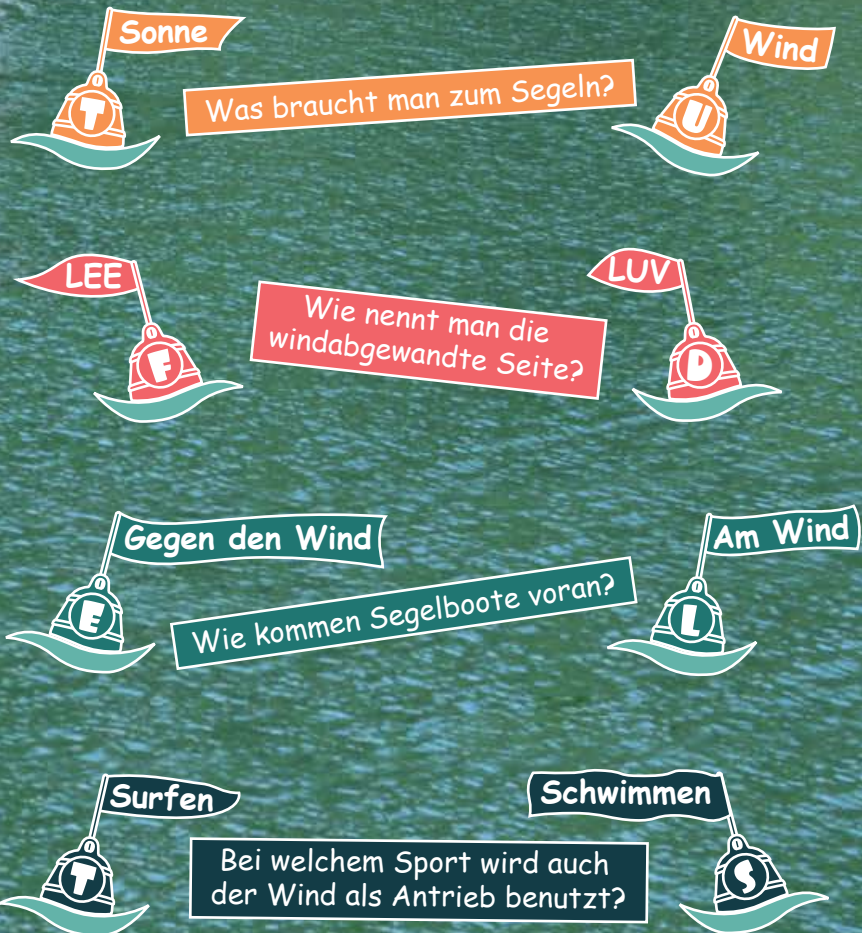 Sonne
Wind
T
Was braucht man zum Segeln?
U
LEE
LUV
F
Wie nennt man die
windabgewandte Seite?
D
Gegen den Wind
Am Wind
E
Wie kommen Segelboote voran?
L
Surfen
Schwimmen
T
Bei welchem Sport wird auch
der Wind als Antrieb benutzt?
S